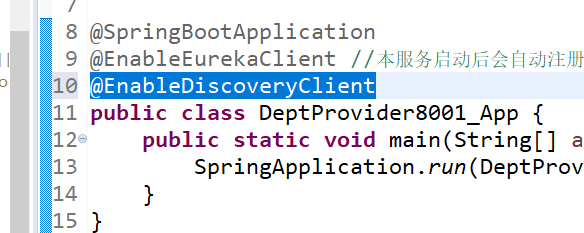 7
8 @SpringBootApplication
9 @EnableEurekaClient //本服务启动后会自动注册
10 @EnableDiscoveryClient
11 public class DeptProvider8001_App {
12 public static void main(String[] a
13 SpringApplication.run(DeptProv
14 }
15 }